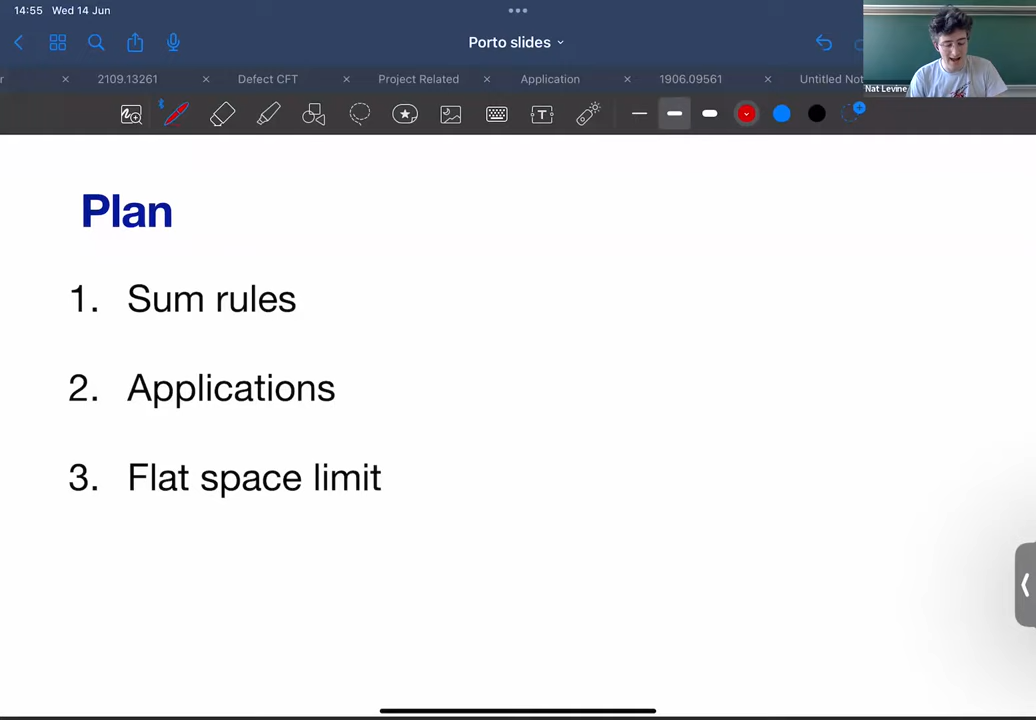 14:55 Wed 14 Jun
Porto slides
r
2109.13261
Defect CFT
Project Related
Application
1906.09561
Untitled Not
Nat Levine
T
Plan
1. Sum rules
2. Applications
3. Flat space limit